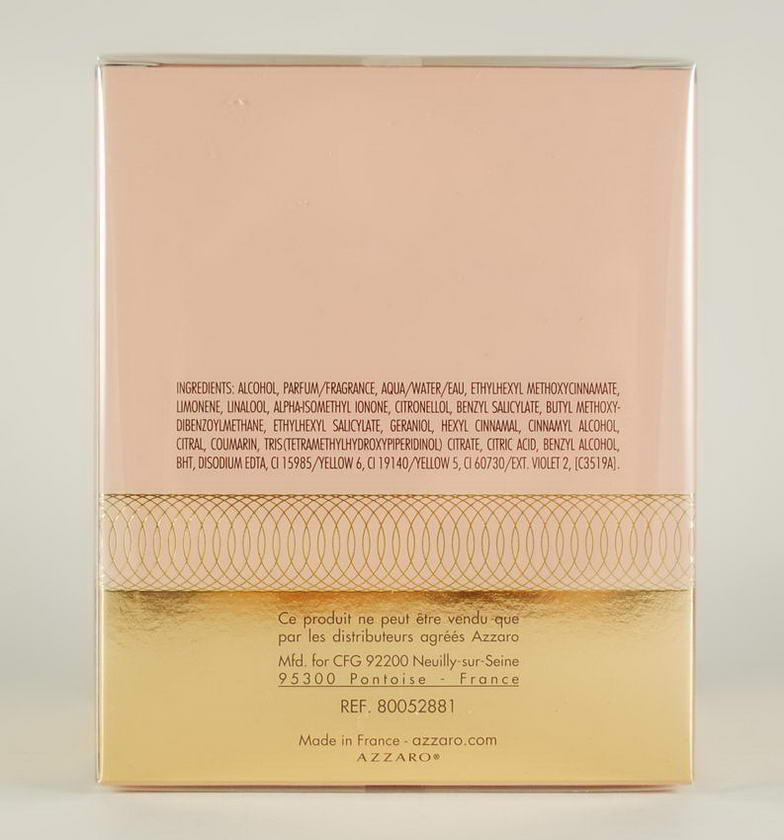 INGREDIENTS: ALCOHOL, PARFUM/FRAGRANCE, AQUA/WATER/EAU, ETHYLHEXYL METHOXYCINNAMATE,
LIMONENE, LINALOOL, ALPHA-ISOMETHYL IONONE, CITRONELLOL, BENZYL SALICYLATE, BUTYL METHOXY-
DIBENZOYLMETHANE, ETHYLHEXYL SALICYLATE, GERANIOL, HEXYL CINNAMAL, CINNAMYL ALCOHOL,
CITRAL, COUMARIN, TRIS(TETRAMETHYLHYDROXYPIPERIDINOL) CITRATE, CITRIC ACID, BENZYL ALCOHOL,
BHT, DISODIUM EDTA, CI 15985/YELLOW 6, CI 19140/YELLOW 5, CI 60730/EXT. VIOLET 2, [C3519A].
Ce produit ne peut être vendu que
par les distributeurs agréés Azzaro
Mfd. for CFG 92200 Neuilly-sur-Seine
95300 Pontoise - France
REF. 80052881
Made in France - azzaro.com
AZZARO®